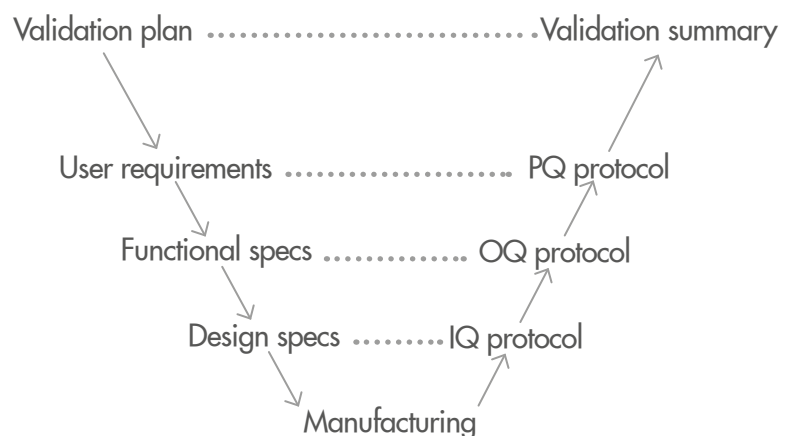 Validation plan
Validation summary
User requirements
PQ protocol
Functional specs
OQ protocol
Design specs
IQ protocol
Manufacturing